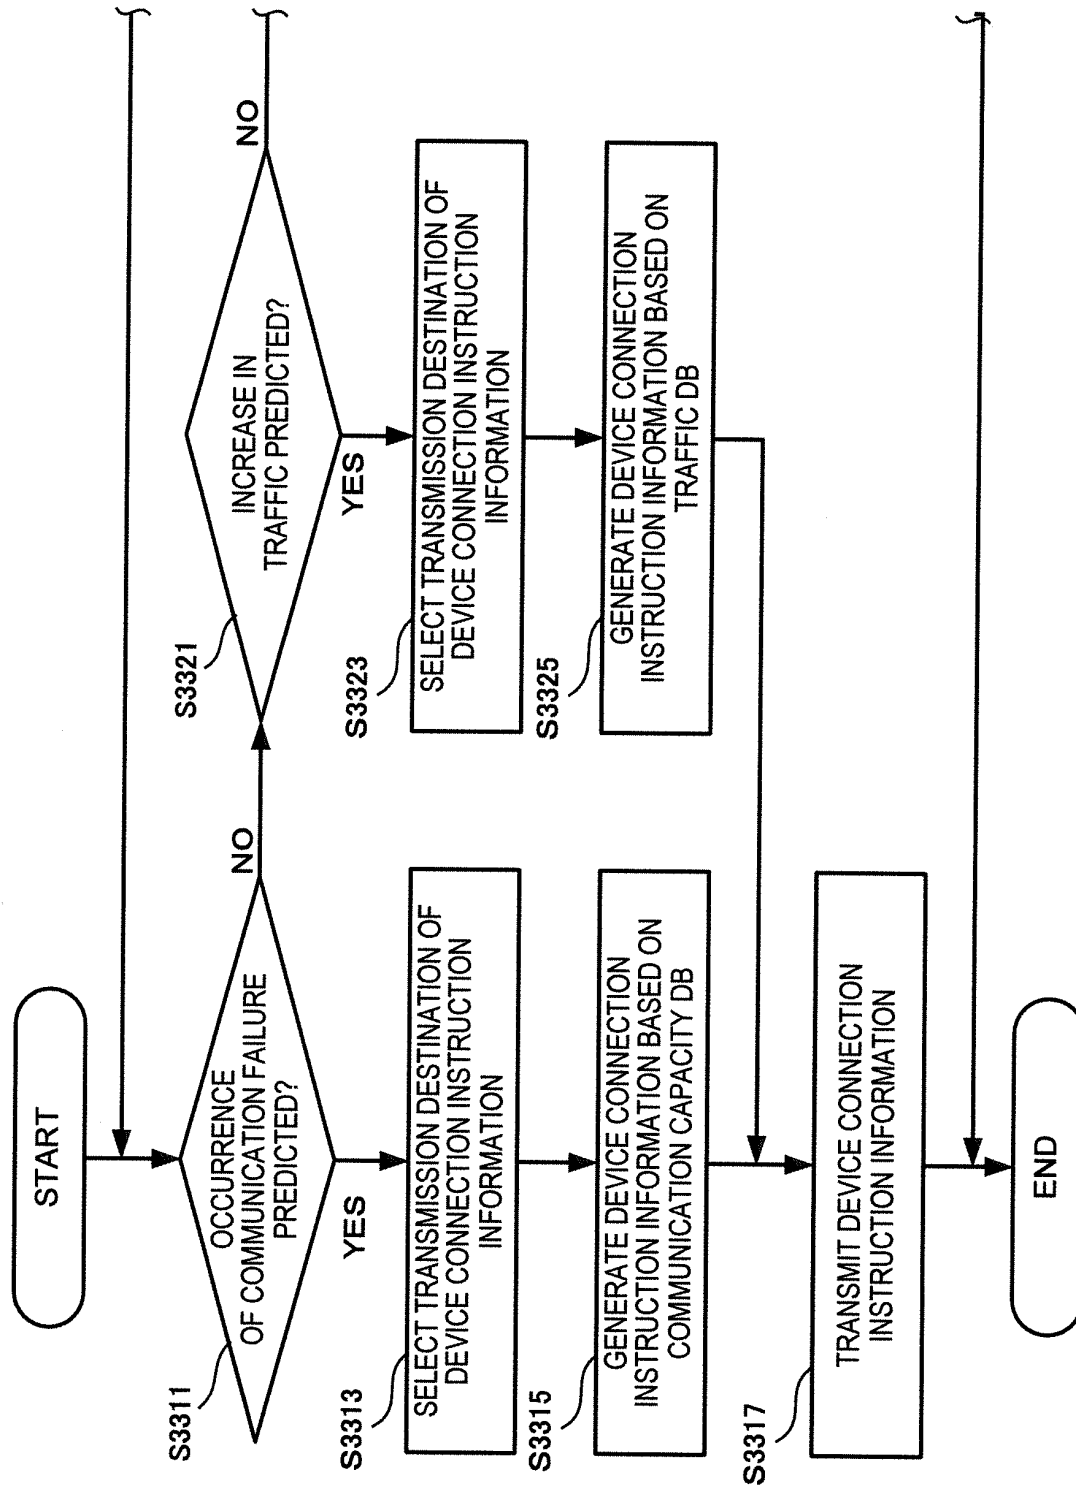 START
S3311
OCCURRENCE
OF COMMUNICATION FAILURE
PREDICTED?
NO
YES
S3313
SELECT TRANSMISSION DESTINATION OF
DEVICE CONNECTION INSTRUCTION
INFORMATION
S3315
GENERATE DEVICE CONNECTION
INSTRUCTION INFORMATION BASED ON
COMMUNICATION CAPACITY DB
S3317
TRANSMIT DEVICE CONNECTION
INSTRUCTION INFORMATION
END
S3321
INCREASE IN
TRAFFIC PREDICTED?
NO
YES
S3323
SELECT TRANSMISSION DESTINATION OF
DEVICE CONNECTION INSTRUCTION
INFORMATION
S3325
GENERATE DEVICE CONNECTION
INSTRUCTION INFORMATION BASED ON
TRAFFIC DB